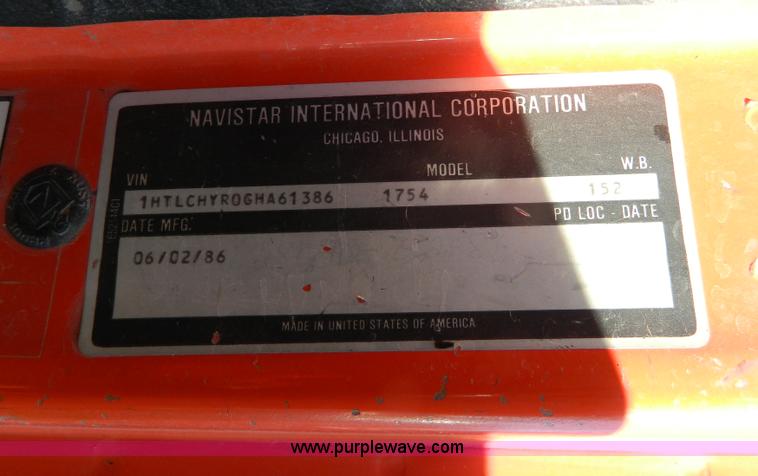 NAVISTAR INTERNATIONAL CORPORATION
CHICAGO, ILLINOIS
VIN MODEL W.B.
1HTLCHYR0GHA61386 1754 152
DATE MFG. PD LOC - DATE
06/02/86
MADE IN UNITED STATES OF AMERICA
www.purplewave.com